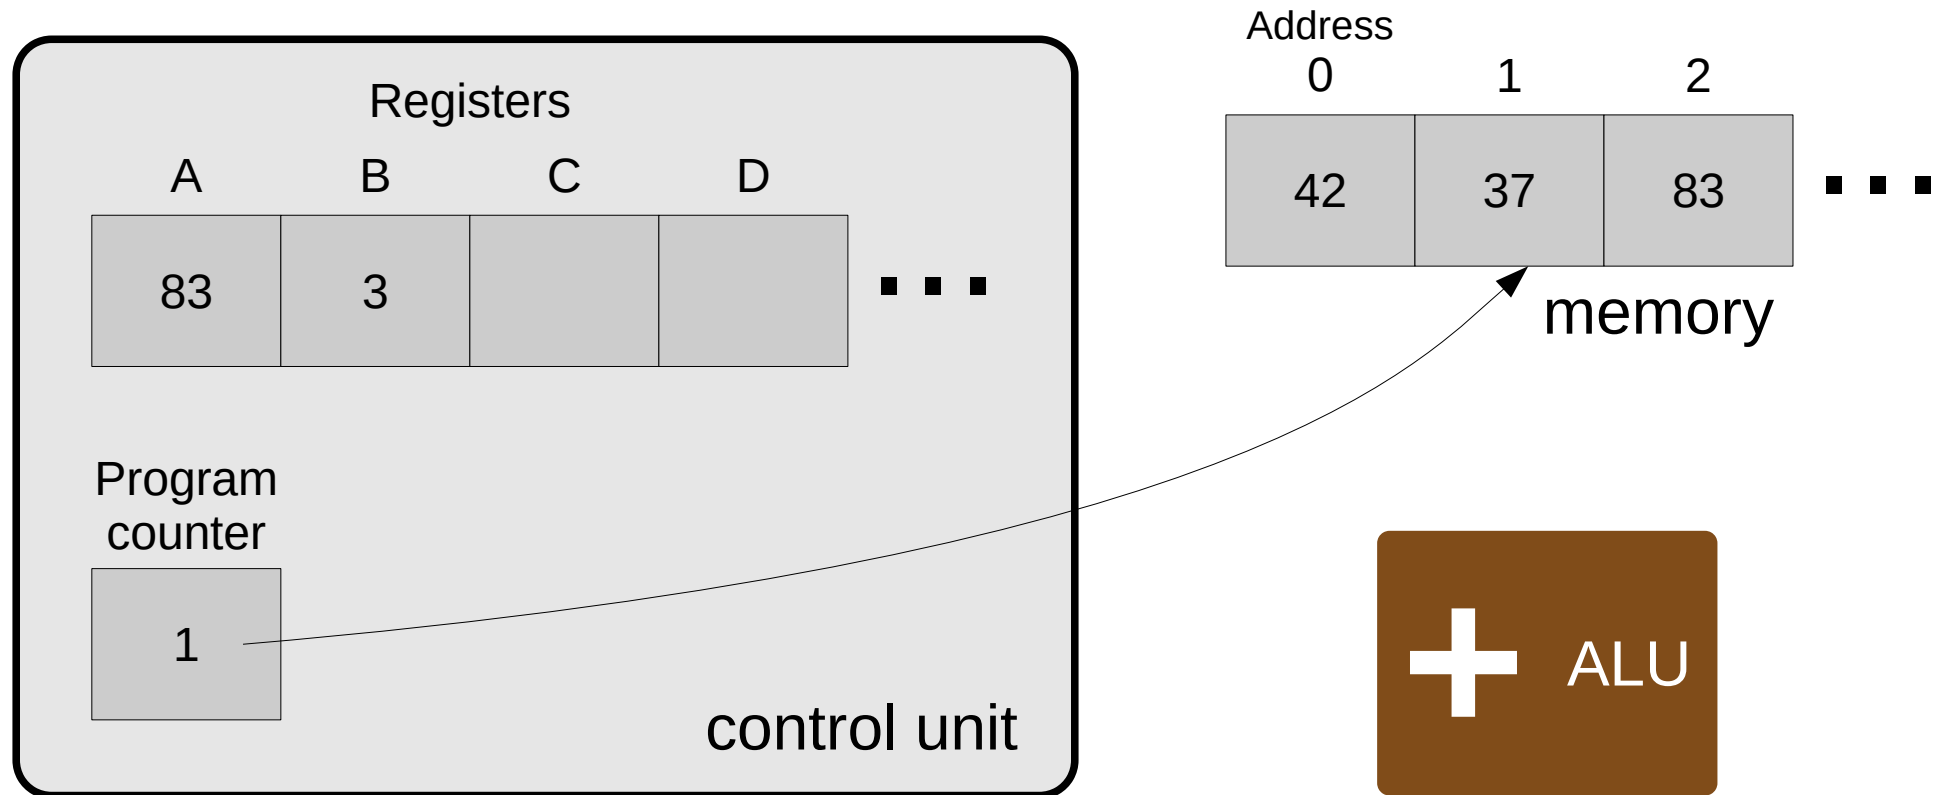 Registers
A B C D
83 3
Program
counter
1
control unit
Address
0 1 2
42 37 83
memory
ALU